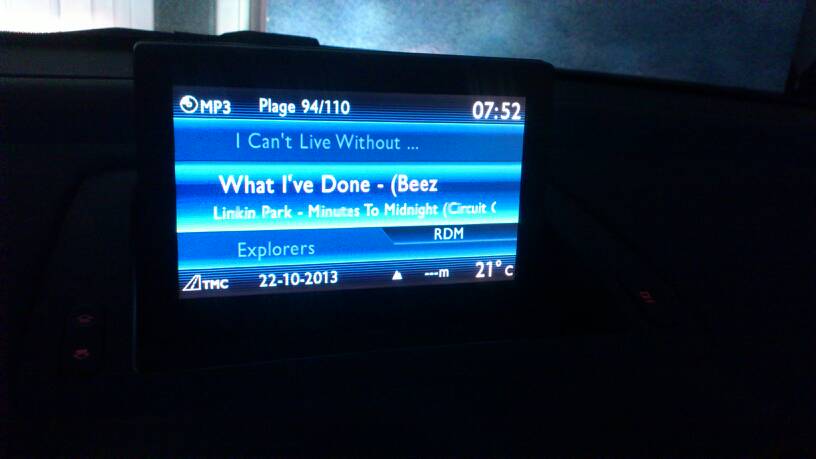 MP3 Plage 94/110 07:52
I Can't Live Without ...
What I've Done - (Beez
Linkin Park - Minutes To Midnight (Circuit C
RDM
Explorers
TMC 22-10-2013 ---m 21°C